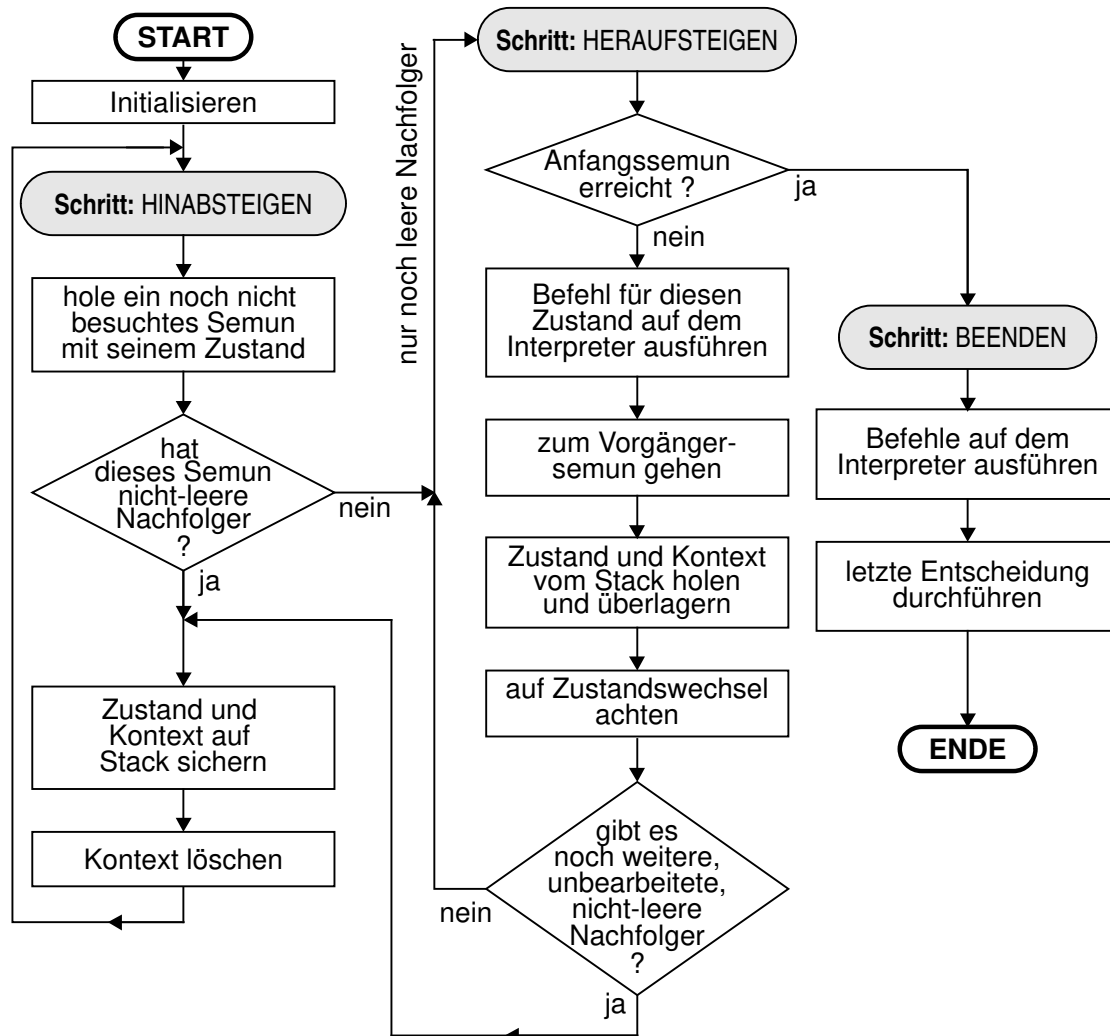 START
Initialisieren
Schritt: HINABSTEIGEN
hole ein noch nicht
besuchtes Semun
mit seinem Zustand
hat
dieses Semun
nicht-leere
Nachfolger
?
nein
ja
Zustand und
Kontext auf
Stack sichern
Kontext löschen
nur noch leere Nachfolger
Schritt: HERAUFSTEIGEN
Anfangssemun
erreicht ?
ja
nein
Befehl für diesen
Zustand auf dem
Interpreter ausführen
zum Vorgänger-
semun gehen
Zustand und Kontext
vom Stack holen
und überlagern
auf Zustandswechsel
achten
gibt es
noch weitere,
unbearbeitete,
nicht-leere
Nachfolger
?
nein
ja
Schritt: BEENDEN
Befehle auf dem
Interpreter ausführen
letzte Entscheidung
durchführen
ENDE